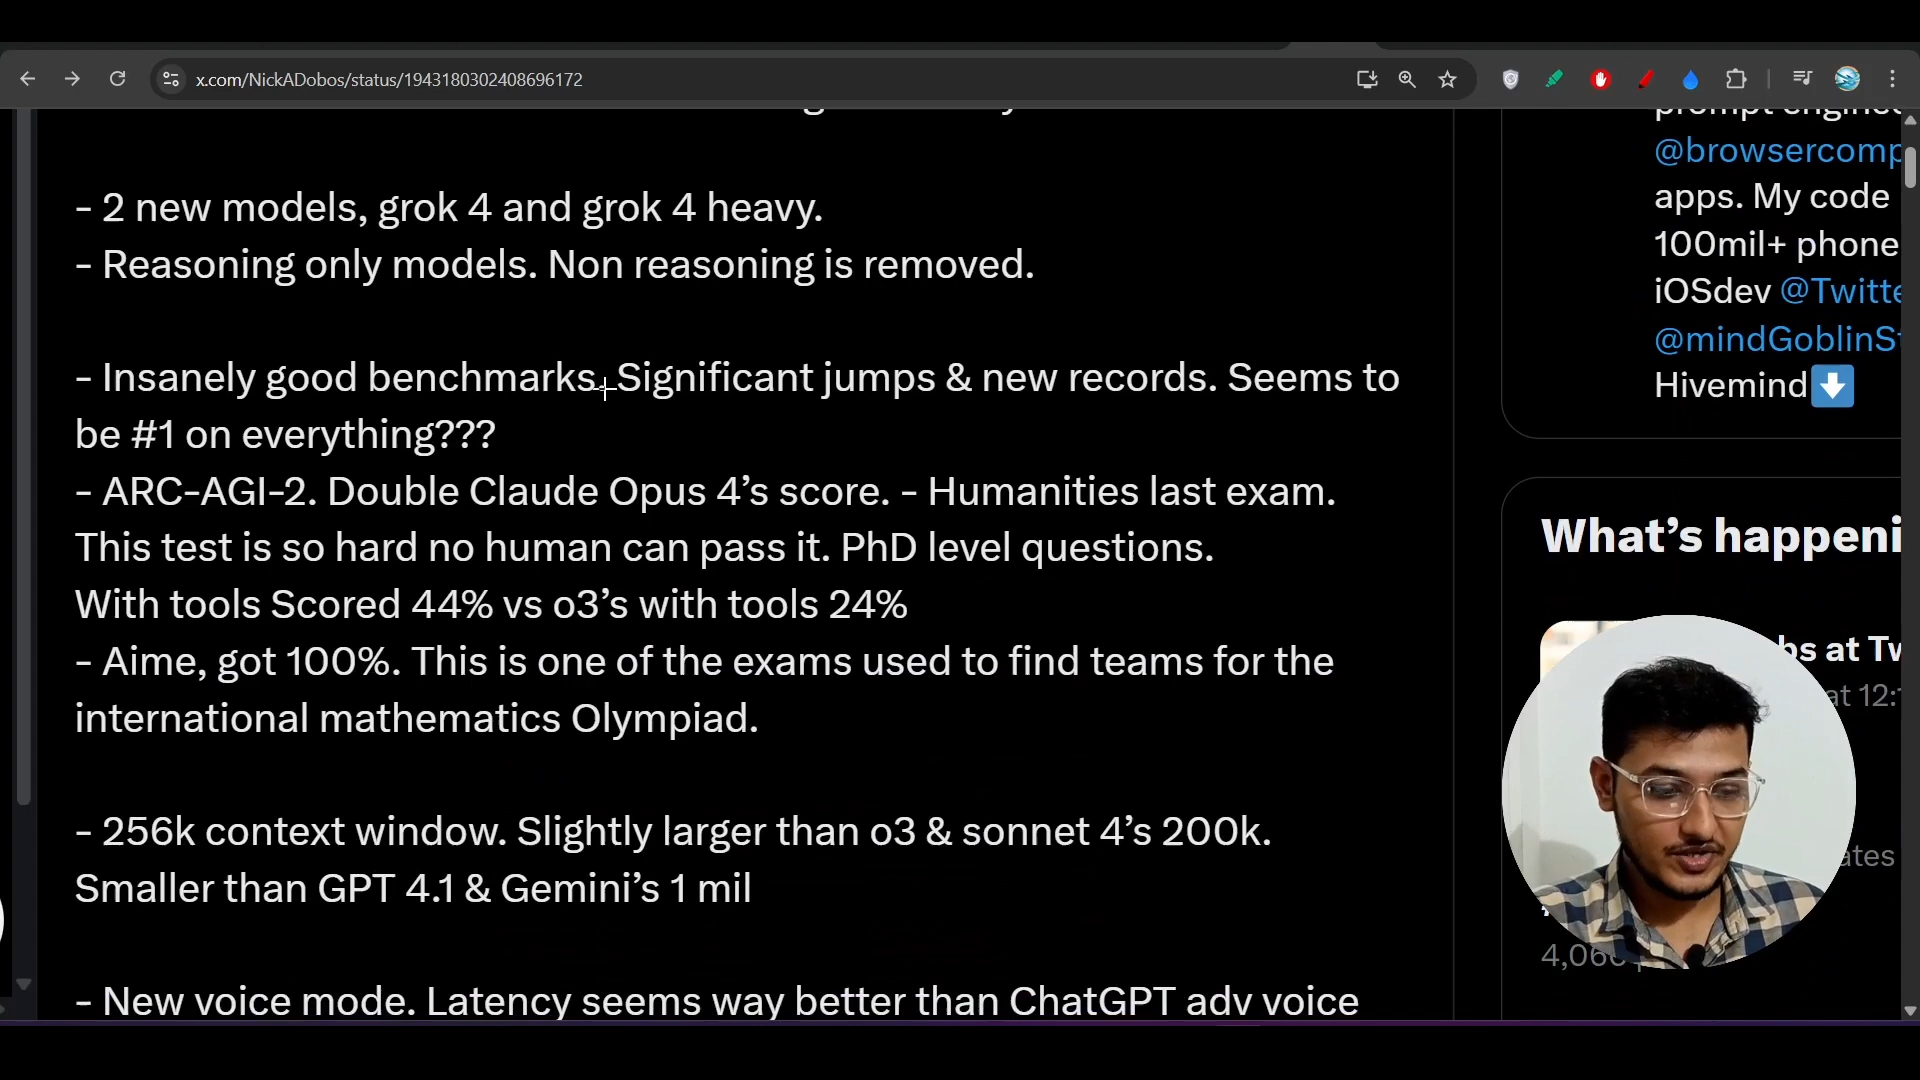 x.com/NickADobos/status/1943180302408696172
- 2 new models, grok 4 and grok 4 heavy.
- Reasoning only models. Non reasoning is removed.
- Insanely good benchmarks. Significant jumps & new records. Seems to
be #1 on everything???
- ARC-AGI-2. Double Claude Opus 4’s score. - Humanities last exam.
This test is so hard no human can pass it. PhD level questions.
With tools Scored 44% vs o3’s with tools 24%
- Aime, got 100%. This is one of the exams used to find teams for the
international mathematics Olympiad.
- 256k context window. Slightly larger than o3 & sonnet 4’s 200k.
Smaller than GPT 4.1 & Gemini’s 1 mil
- New voice mode. Latency seems way better than ChatGPT adv voice
prompt
@browsercomp
apps. My code
100mil+ phone
iOSdev @Twitte
@mindGoblinSt
Hivemind
What’s happeni
at Tw
at 12: